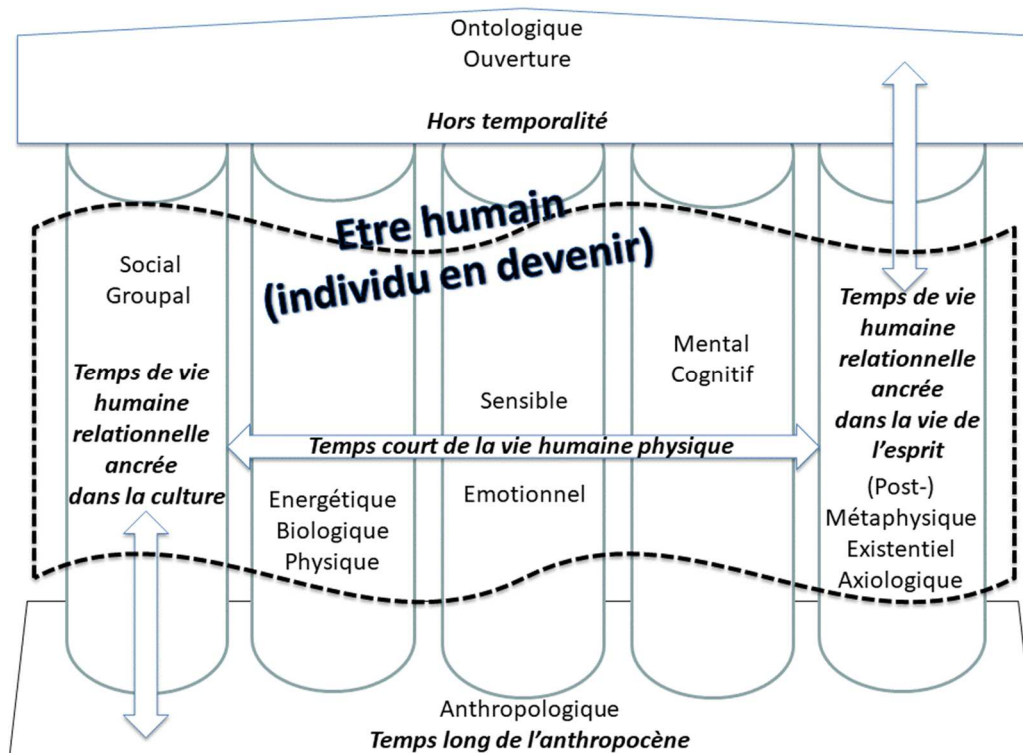 Ontologique
Ouverture
Hors temporalité
Etre humain
(individu en devenir)
Social
Groupal
Temps de vie
humaine
relationnelle
ancrée
dans la culture
Temps court de la vie humaine physique
Energétique
Biologique
Physique
Sensible
Emotionnel
Mental
Cognitif
Temps de vie
humaine
relationnelle
ancrée
dans la vie de
l’esprit
(Post-)
Métaphysique
Existentiel
Axiologique
Anthropologique
Temps long de l’anthropocène